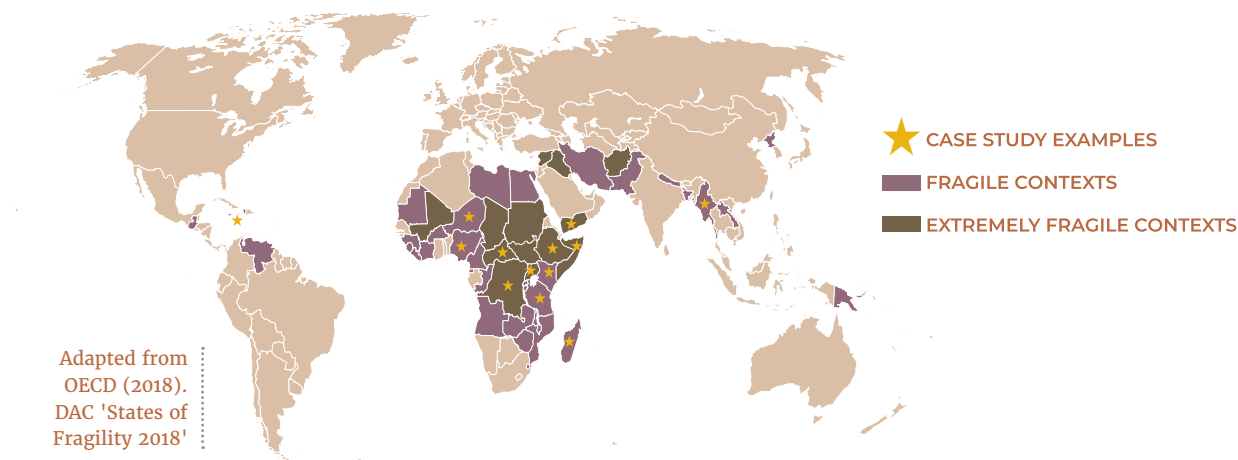 CASE STUDY EXAMPLES
FRAGILE CONTEXTS
EXTREMELY FRAGILE CONTEXTS
Adapted from
OECD (2018).
DAC 'States of
Fragility 2018'